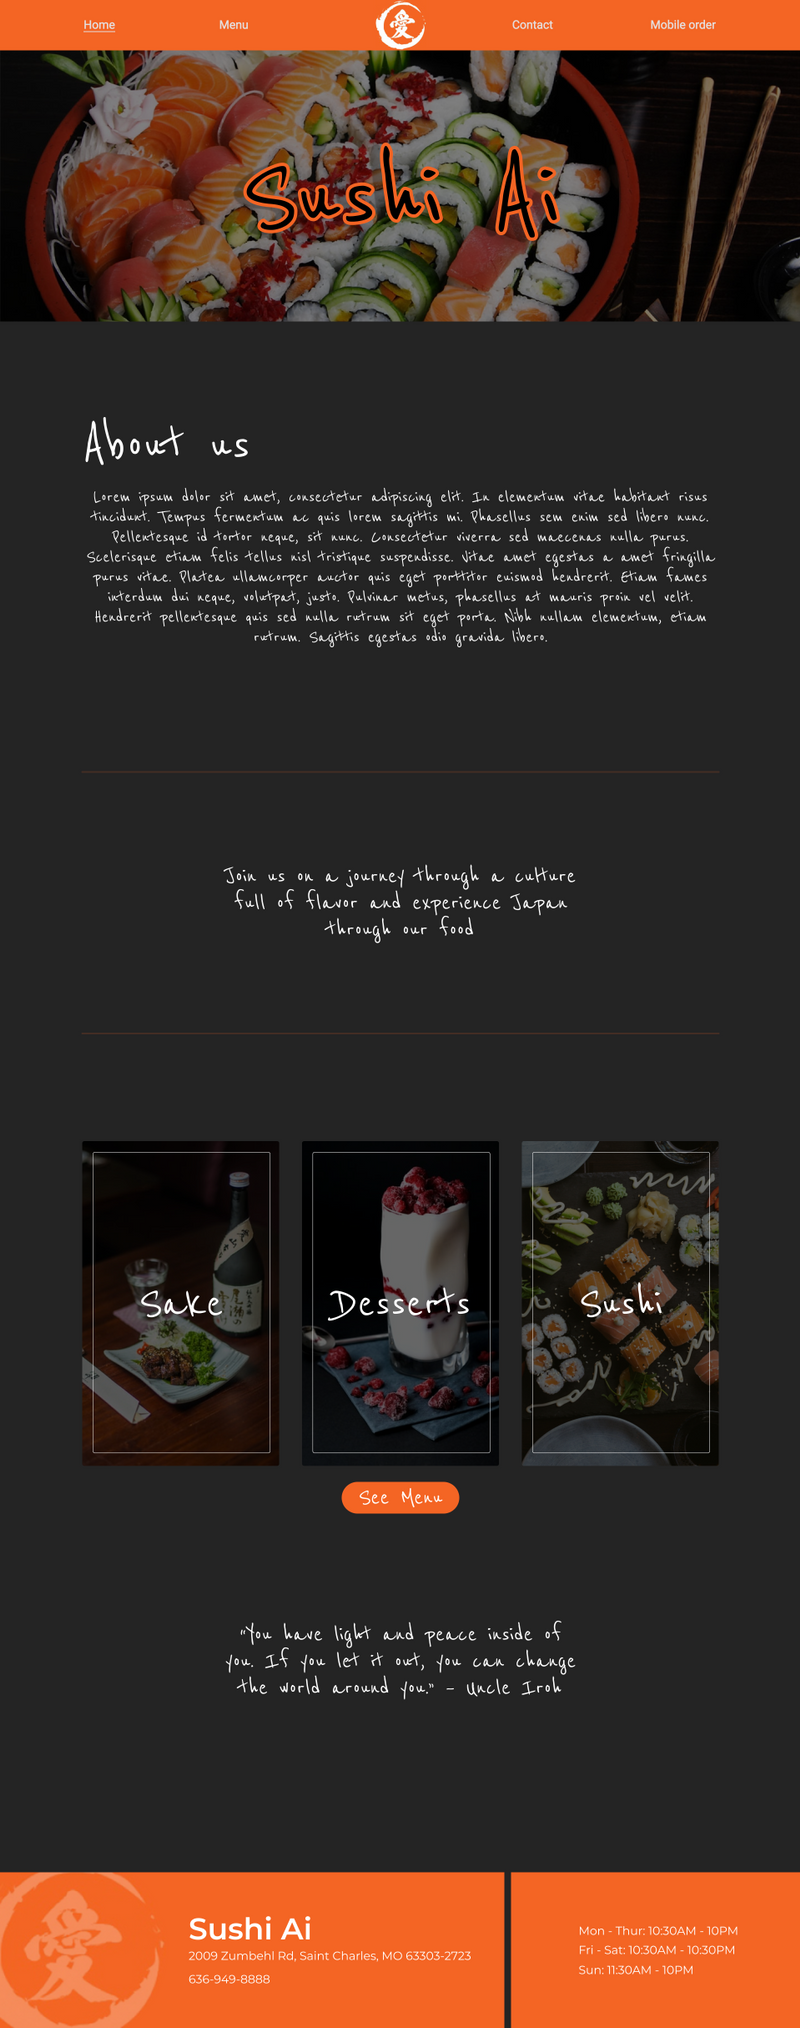 Home
Menu
愛
Contact
Mobile order
Sushi Ai
About us
Lorem ipsum dolor sit amet, consectetur adipiscing elit. In elementum vitae habitant risus
tincidunt. Tempus fermentum ac quis lorem sagittis mi. Phasellus sem enim sed libero nunc.
Pellentesque id tortor neque, sit nunc. Consectetur viverra sed maecenas nulla purus.
Scelerisque etiam felis tellus nisl tristique suspendisse. Vitae amet egestas a amet fringilla
purus vitae. Platea ullamcorper auctor quis eget porttitor euismod hendrerit. Etiam fames
interdum dui neque, volutpat, justo. Pulvinar metus, phasellus at mauris proin vel velit.
Hendrerit pellentesque quis sed nulla rutrum sit eget porta. Nibh nullam elementum, etiam
rutrum. Sagittis egestas odio gravida libero.
Join us on a journey through a culture
full of flavor and experience Japan
through our food
Sake
Desserts
Sushi
See Menu
"You have light and peace inside of
you. If you let it out, you can change
the world around you." - Uncle Iroh
愛
Sushi Ai
2009 Zumbehl Rd, Saint Charles, MO 63303-2723
636-949-8888
Mon - Thur: 10:30AM - 10PM
Fri - Sat: 10:30AM - 10:30PM
Sun: 11:30AM - 10PM